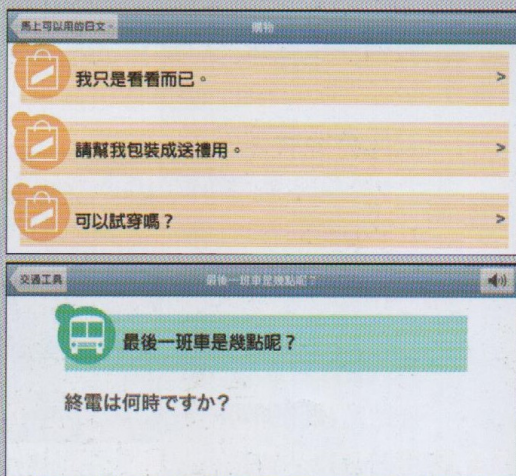 馬上可以用的日文。
購物
我只是看看而已。
>
請幫我包裝成送禮用。
>
可以試穿嗎？
>
交通工具
最後一班車是幾點呢？
最後一班車是幾點呢？
終電は何時ですか？